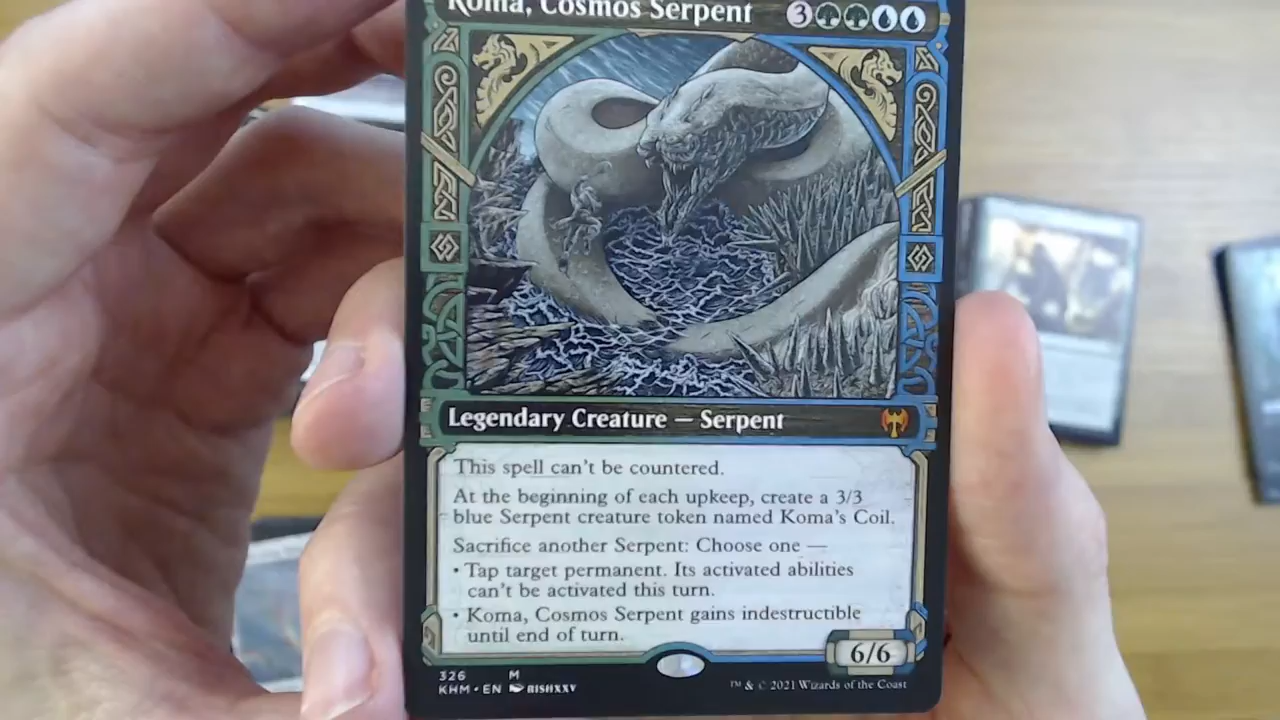 Koma, Cosmos Serpent 3
Legendary Creature — Serpent
This spell can't be countered.
At the beginning of each upkeep, create a 3/3
blue Serpent creature token named Koma's Coil.
Sacrifice another Serpent: Choose one —
• Tap target permanent. Its activated abilities
can't be activated this turn.
• Koma, Cosmos Serpent gains indestructible
until end of turn.
6/6
326 M
KHM • EN BISHXXV
™ & © 2021 Wizards of the Coast